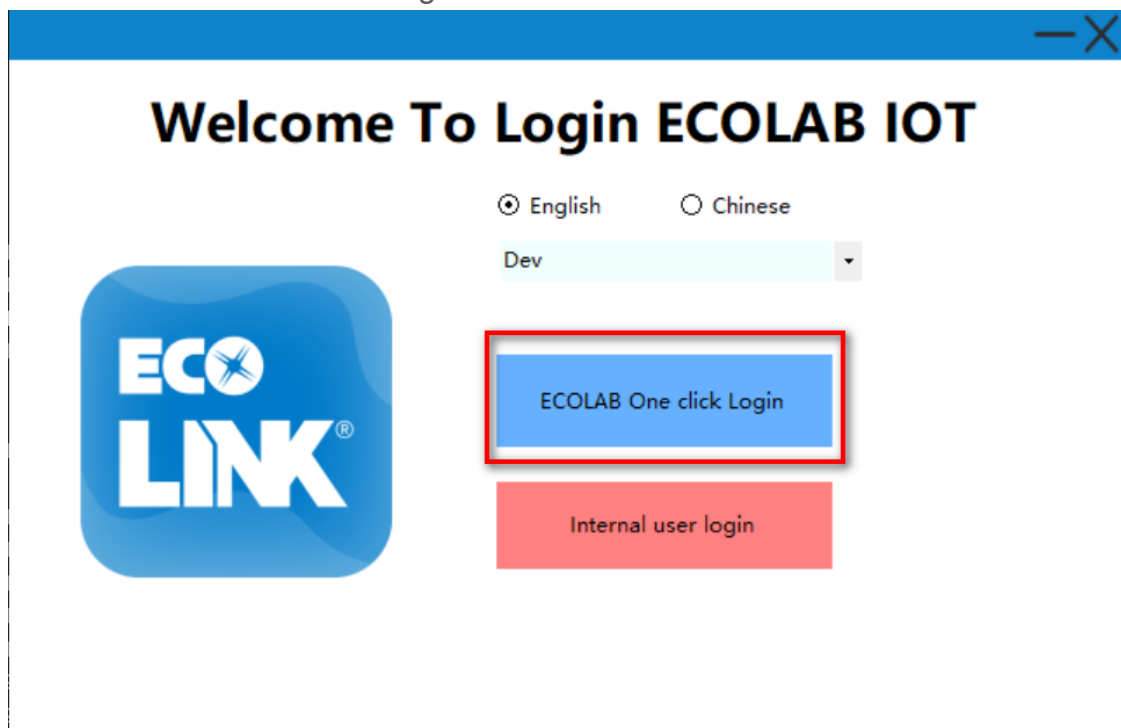 Welcome To Login ECOLAB IOT
English
Chinese
Dev
ECO
LINK®
ECOLAB One click Login
Internal user login